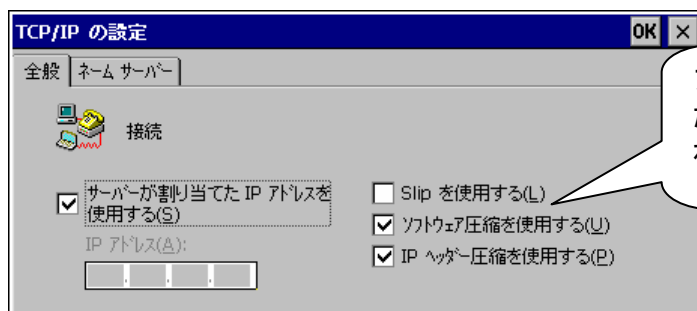 TCP/IP の設定
OK ×
全般
ネーム サーバー
接続
サーバーが割り当てた IP アドレスを
使用する(S)
IP アドレス(A):
Slip を使用する(L)
ソフトウェア圧縮を使用する(U)
IP ヘッダー圧縮を使用する(P)